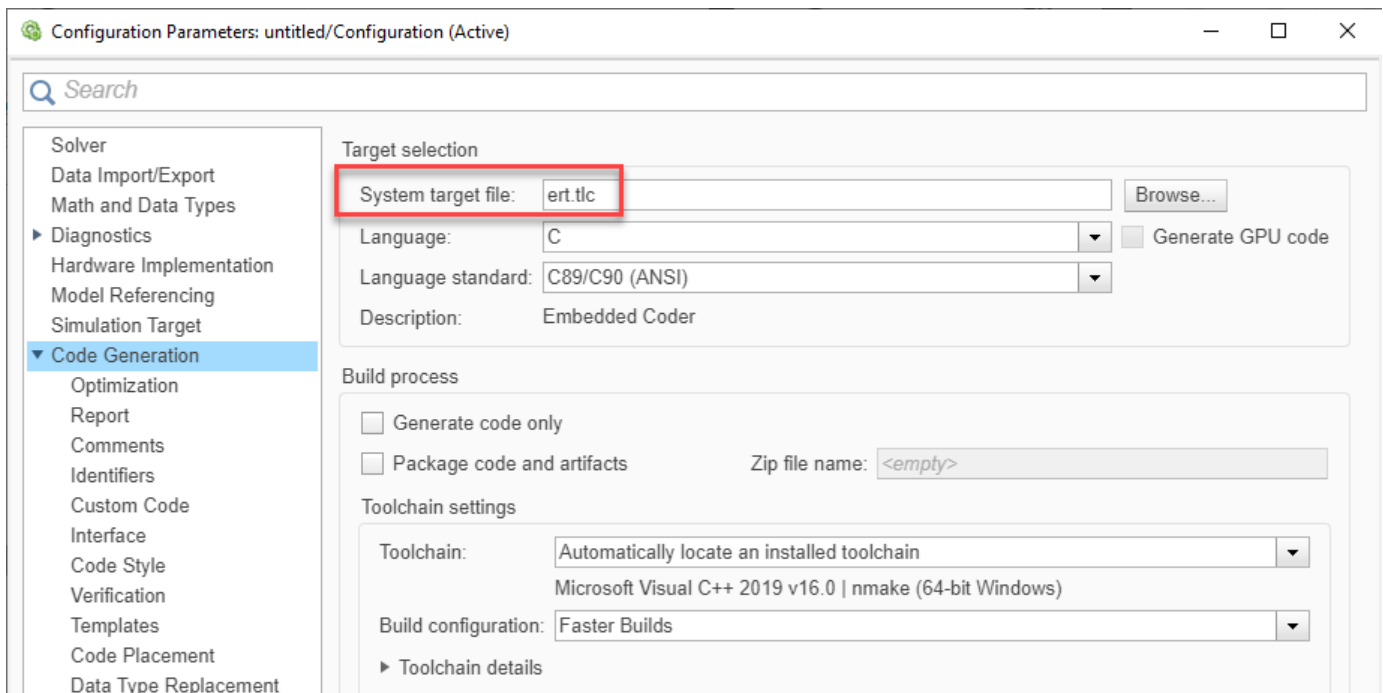 Configuration Parameters: untitled/Configuration (Active)
Search
Solver
Data Import/Export
Math and Data Types
Diagnostics
Hardware Implementation
Model Referencing
Simulation Target
Code Generation
Optimization
Report
Comments
Identifiers
Custom Code
Interface
Code Style
Verification
Templates
Code Placement
Data Type Replacement
Target selection
System target file: ert.tlc Browse...
Language: C Generate GPU code
Language standard: C89/C90 (ANSI)
Description: Embedded Coder
Build process
Generate code only
Package code and artifacts Zip file name: <empty>
Toolchain settings
Toolchain: Automatically locate an installed toolchain
Microsoft Visual C++ 2019 v16.0 | nmake (64-bit Windows)
Build configuration: Faster Builds
Toolchain details